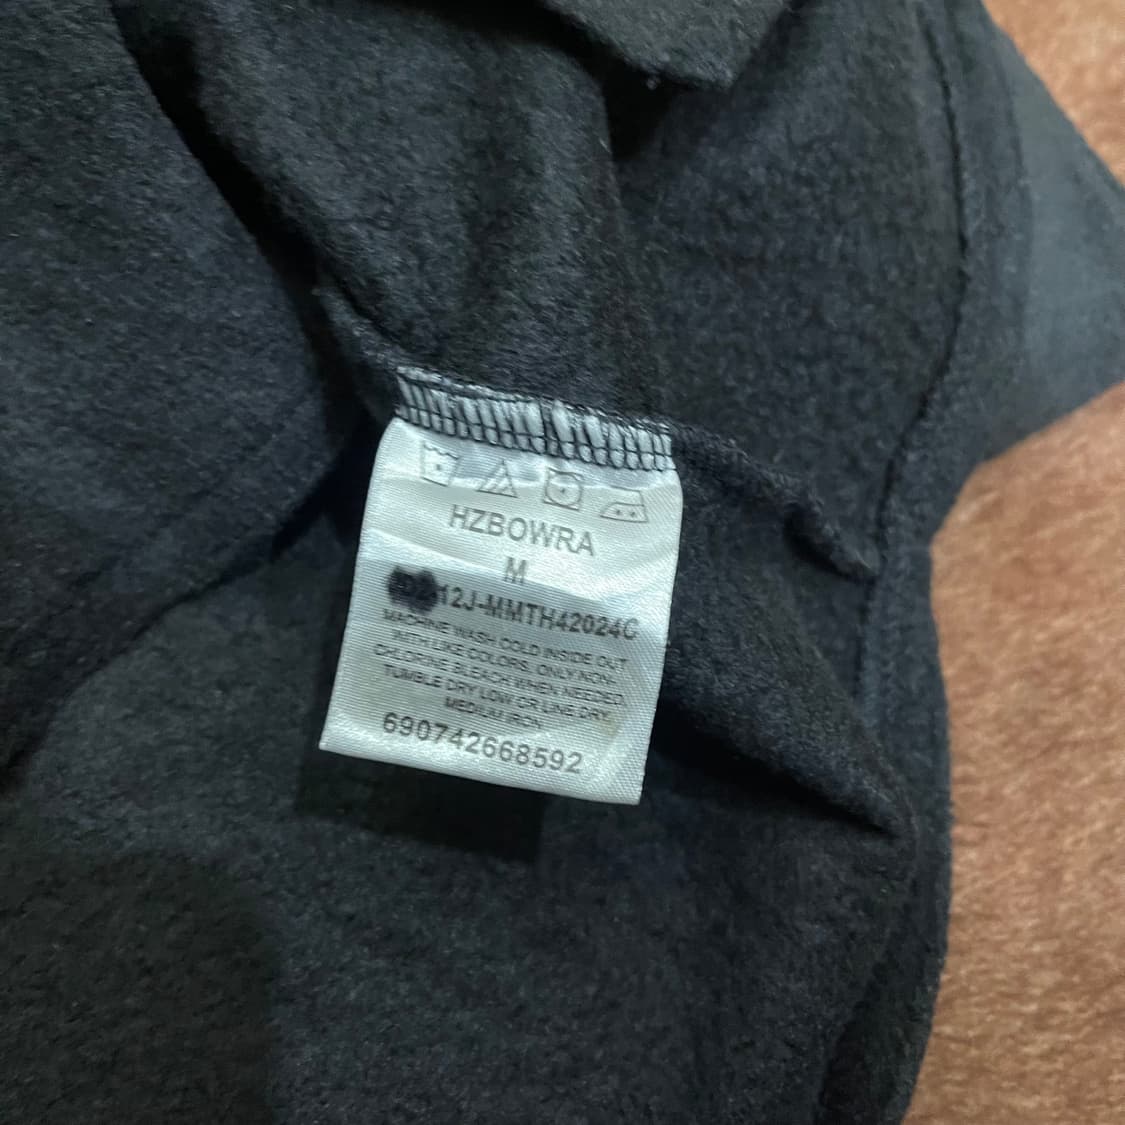 HZBOWRA
M
12J-MMTH42024C
MACHINE WASH COLD INSIDE OUT
WITH LIKE COLORS. ONLY NON-
CHLORINE BLEACH WHEN NEEDED.
TUMBLE DRY LOW OR LINE DRY.
MEDIUM IRON
690742668592